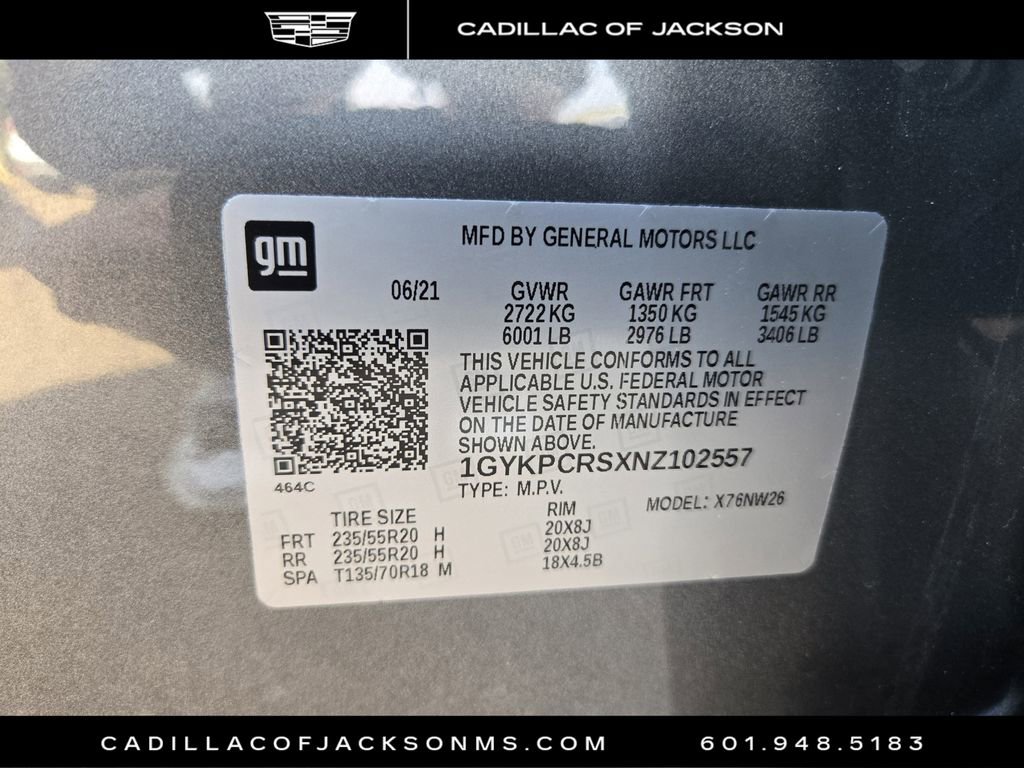 CADILLAC OF JACKSON
gm
MFD BY GENERAL MOTORS LLC
06/21 GVWR GAWR FRT GAWR RR
2722 KG 1350 KG 1545 KG
6001 LB 2976 LB 3406 LB
THIS VEHICLE CONFORMS TO ALL
APPLICABLE U.S. FEDERAL MOTOR
VEHICLE SAFETY STANDARDS IN EFFECT
ON THE DATE OF MANUFACTURE
SHOWN ABOVE.
1GYKPCRSXNZ102557
464C
TYPE: M.P.V. MODEL: X76NW26
TIRE SIZE RIM
FRT 235/55R20 H 20X8J
RR 235/55R20 H 20X8J
SPA T135/70R18 M 18X4.5B
CADILLACOFJACKSONMS.COM 601.948.5183